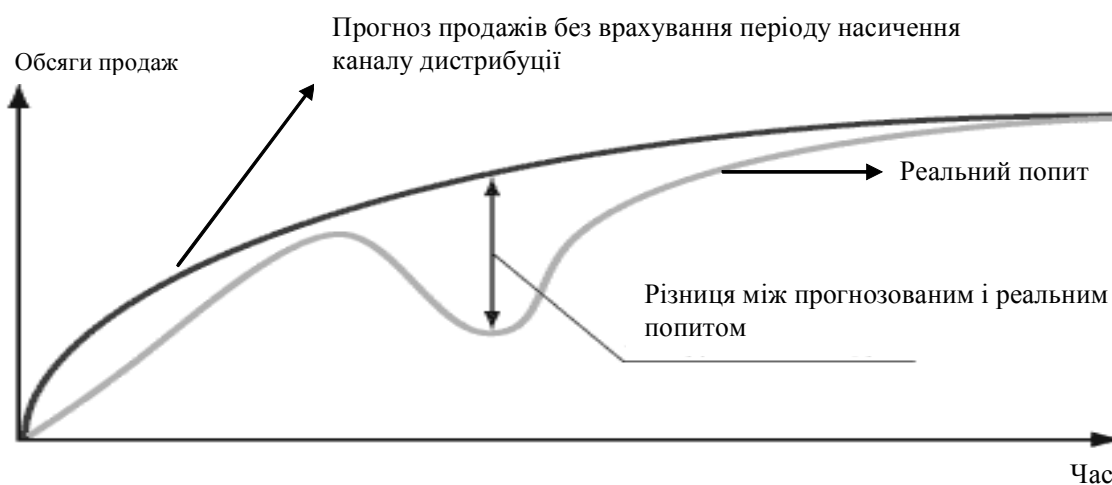 Прогноз продажів без врахування періоду насичення
каналу дистрибуції
Обсяги продаж
Реальний попит
Різниця між прогнозованим і реальним
попитом
Час